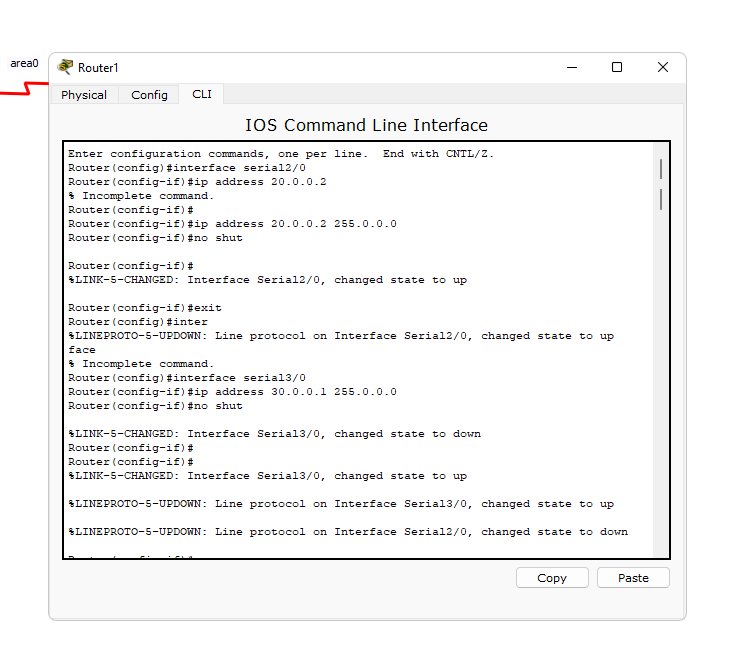 area0
Router1
Physical Config CLI
IOS Command Line Interface
Enter configuration commands, one per line.  End with CNTL/Z.
Router(config)#interface serial2/0
Router(config-if)#ip address 20.0.0.2
% Incomplete command.
Router(config-if)#
Router(config-if)#ip address 20.0.0.2 255.0.0.0
Router(config-if)#no shut
Router(config-if)#
%LINK-5-CHANGED: Interface Serial2/0, changed state to up
Router(config-if)#exit
Router(config)#inter
%LINEPROTO-5-UPDOWN: Line protocol on Interface Serial2/0, changed state to up
face
% Incomplete command.
Router(config)#interface serial3/0
Router(config-if)#ip address 30.0.0.1 255.0.0.0
Router(config-if)#no shut
%LINK-5-CHANGED: Interface Serial3/0, changed state to down
Router(config-if)#
Router(config-if)#
%LINK-5-CHANGED: Interface Serial3/0, changed state to up
%LINEPROTO-5-UPDOWN: Line protocol on Interface Serial3/0, changed state to up
%LINEPROTO-5-UPDOWN: Line protocol on Interface Serial2/0, changed state to down
Copy Paste